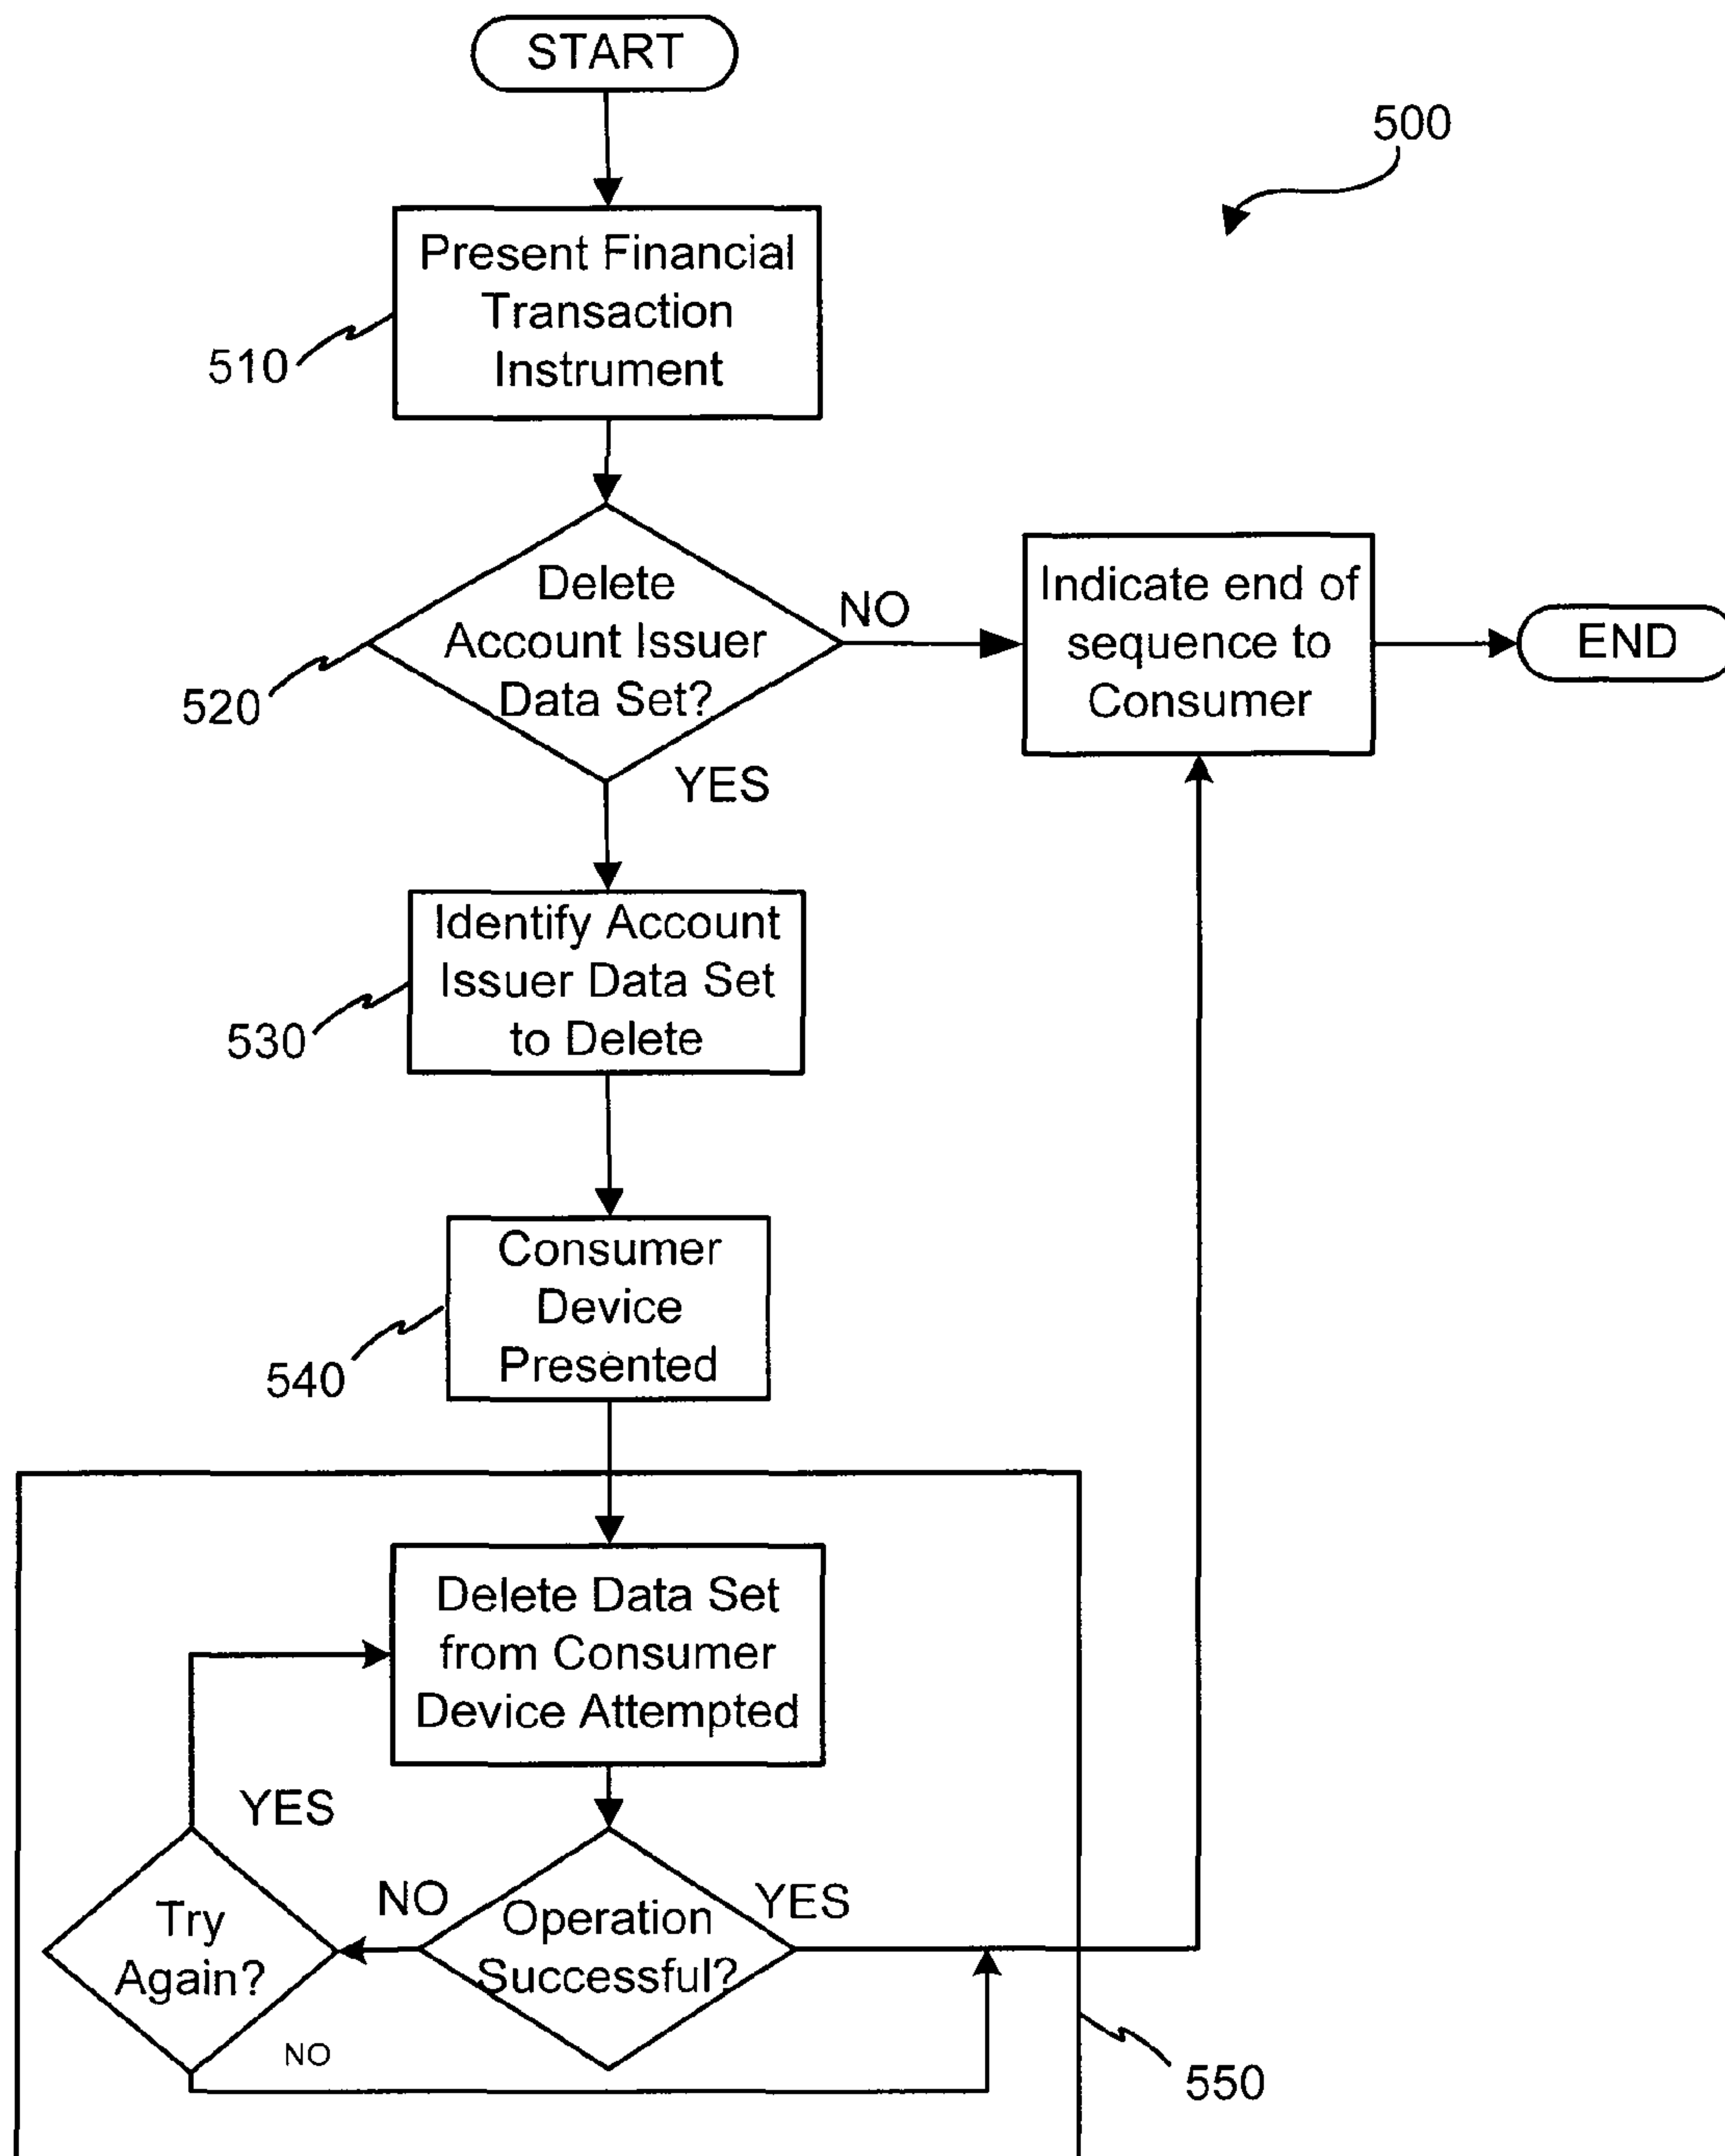 START
500
Present Financial
Transaction
Instrument
510
Delete
Account Issuer
Data Set?
520
NO
Indicate end of
sequence to
Consumer
END
YES
Identify Account
Issuer Data Set
to Delete
530
Consumer
Device
Presented
540
Delete Data Set
from Consumer
Device Attempted
YES
Try
Again?
NO
Operation
Successful?
YES
NO
550